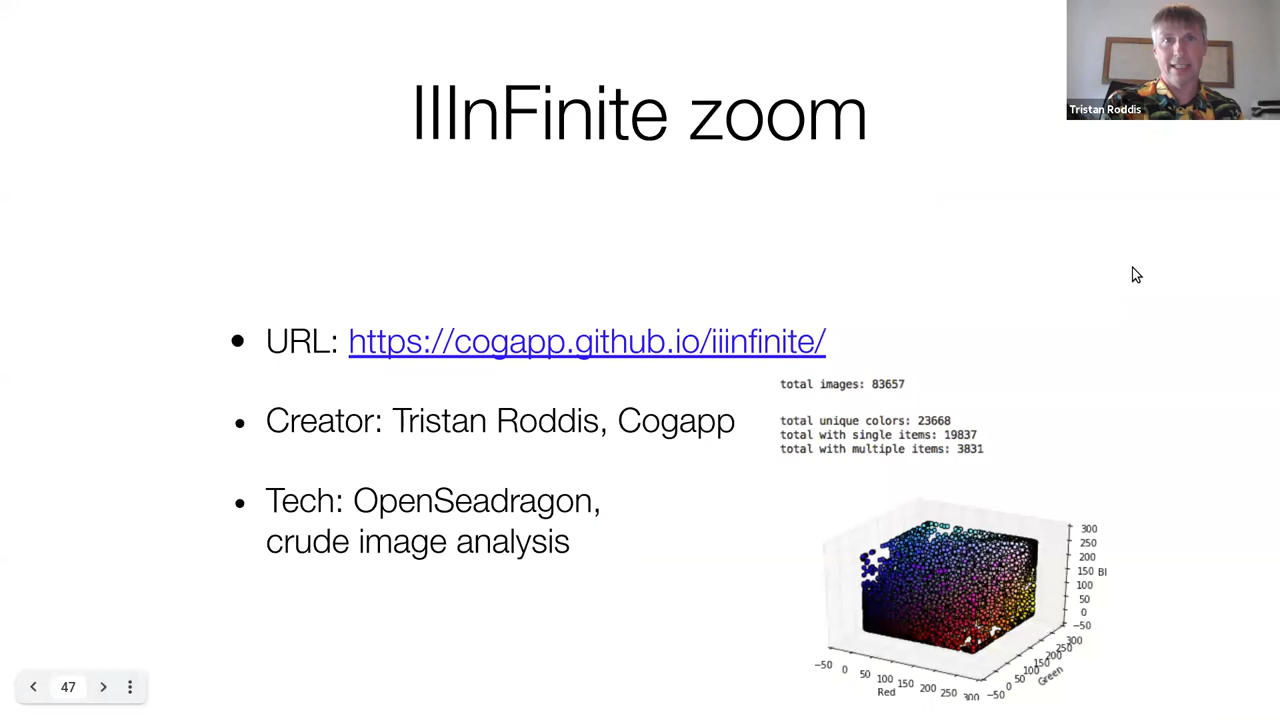 IIInFinite zoom
Tristan Roddis
• URL: https://cogapp.github.io/iiinfinite/
total images: 83657
• Creator: Tristan Roddis, Cogapp
total unique colors: 23668
total with single items: 19837
total with multiple items: 3831
• Tech: OpenSeadragon,
crude image analysis
300
250
200
150
100
50
0
−50
Bl
−50
0
50
100
150
200
250
300
Red
−50
0
50
100
150
200
250
300
Green
47